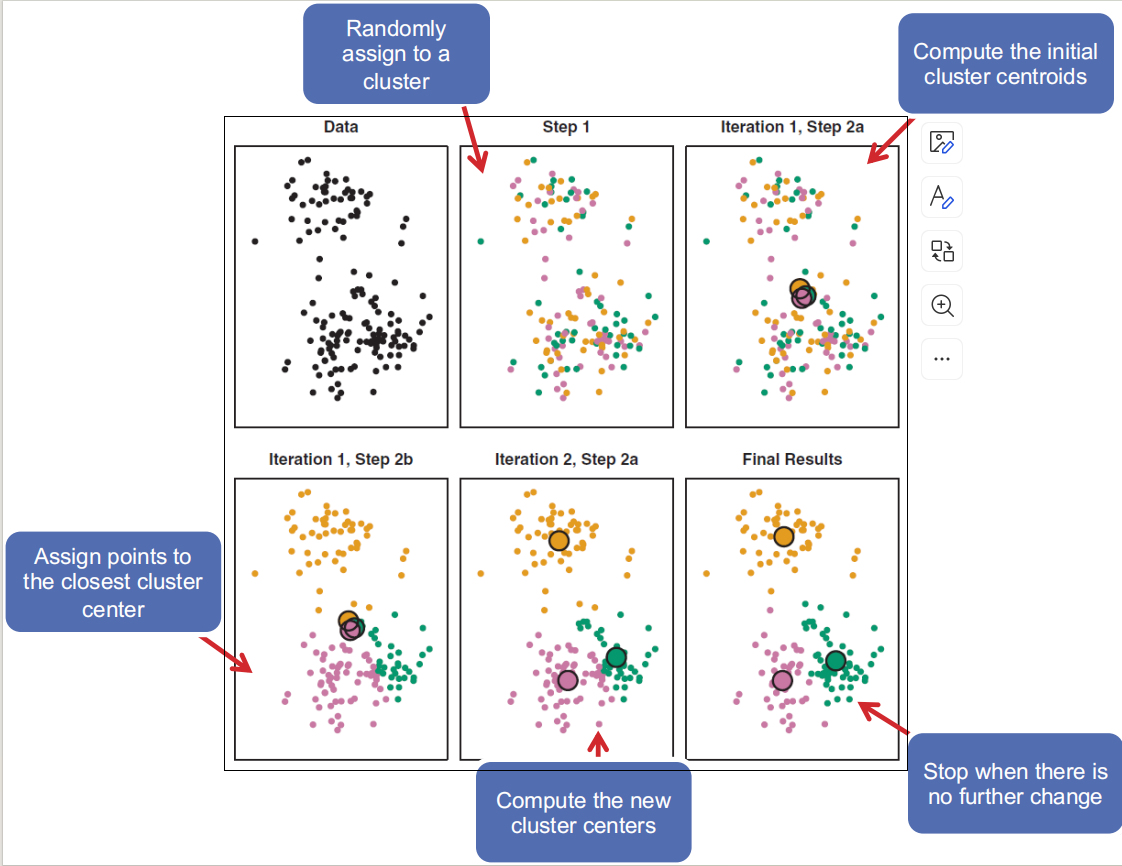 Randomly
assign to a
cluster
Compute the initial
cluster centroids
Data
Step 1
Iteration 1, Step 2a
Iteration 1, Step 2b
Iteration 2, Step 2a
Final Results
Assign points to
the closest cluster
center
Compute the new
cluster centers
Stop when there is
no further change